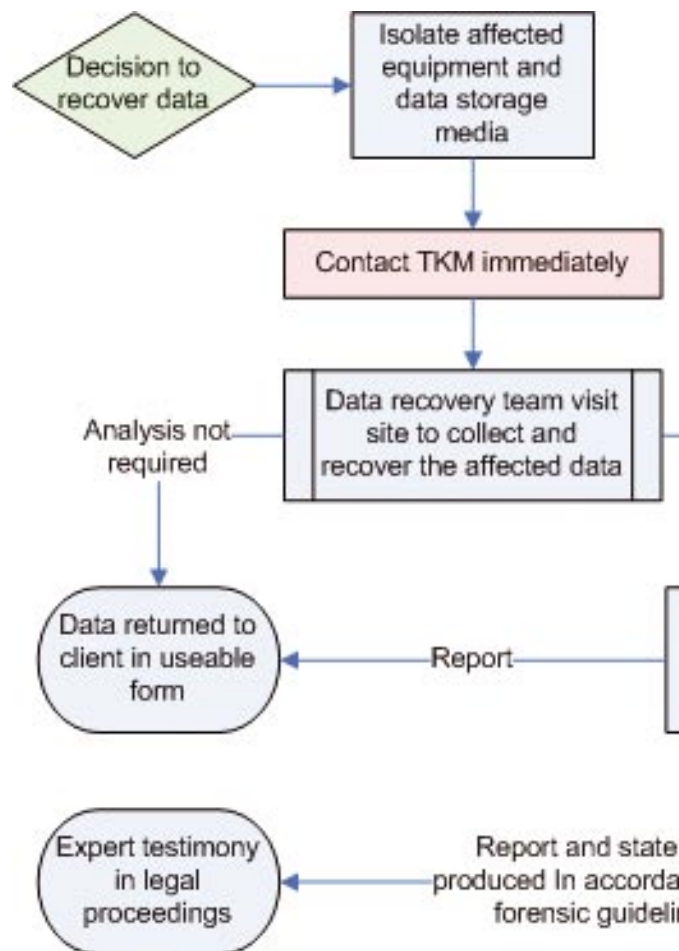 Decision to
recover data
Isolate affected
equipment and
data storage
media
Contact TKM immediately
Data recovery team visit
site to collect and
recover the affected data
Analysis not
required
Data returned to
client in useable
form
Report
Expert testimony
in legal
proceedings
Report and state
produced In accorda
forensic guidelin